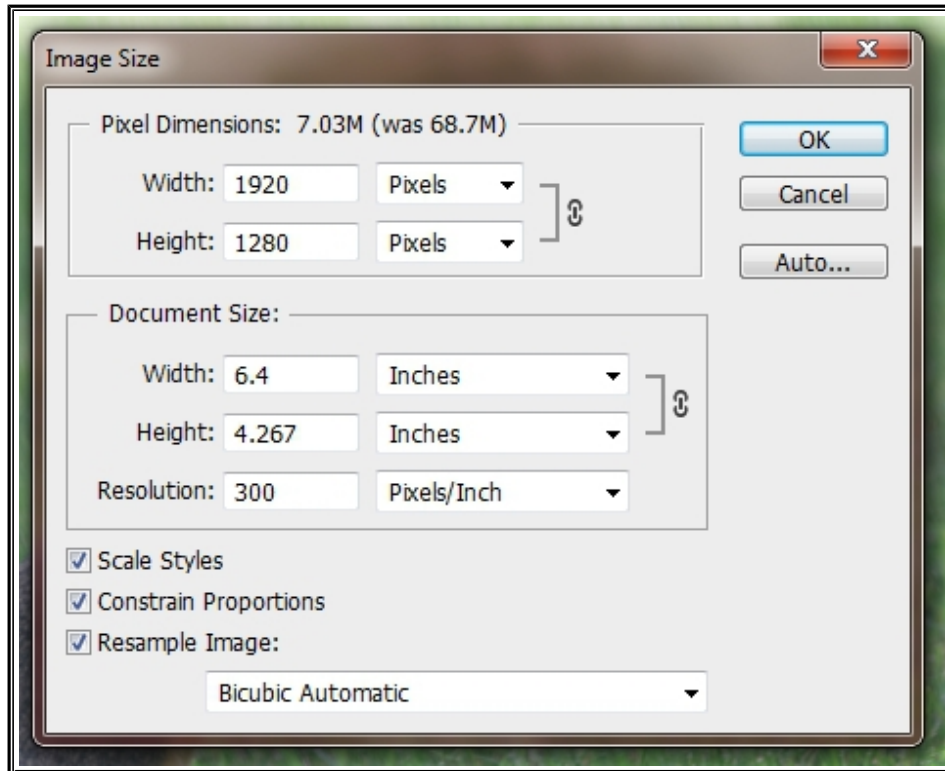 Image Size
Pixel Dimensions: 7.03M (was 68.7M)
Width: 1920 Pixels
Height: 1280 Pixels
OK
Cancel
Auto...
Document Size:
Width: 6.4 Inches
Height: 4.267 Inches
Resolution: 300 Pixels/Inch
Scale Styles
Constrain Proportions
Resample Image:
Bicubic Automatic